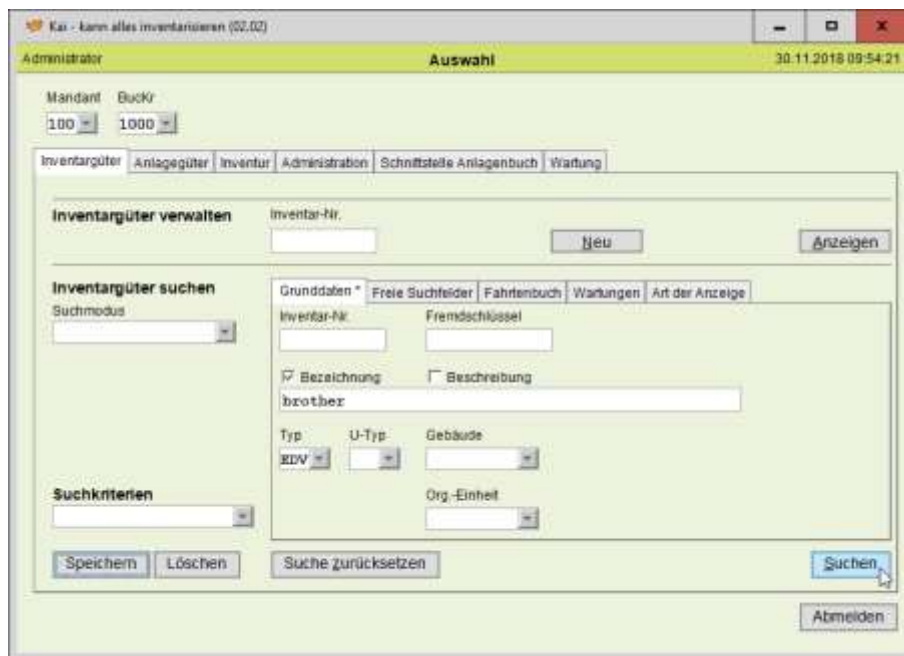 Kai - kann alles inventarisieren (02.02)
Administrator Auswahl 30.11.2018 09:54:21
Mandant BucKr
100 1000
Inventargüter Anlagegüter Inventur Administration Schnittstelle Anlagenbuch Wartung
Inventargüter verwalten Inventar-Nr.
Neu Anzeigen
Inventargüter suchen Grunddaten * Freie Suchfelder Fahrtenbuch Wartungen Art der Anzeige
Suchmodus Inventar-Nr. Fremdschlüssel
Bezeichnung Beschreibung
brother
Typ U-Typ Gebäude
EDV
Suchkriterien Org.-Einheit
Speichern Löschen Suche zurücksetzen Suchen
Abmelden